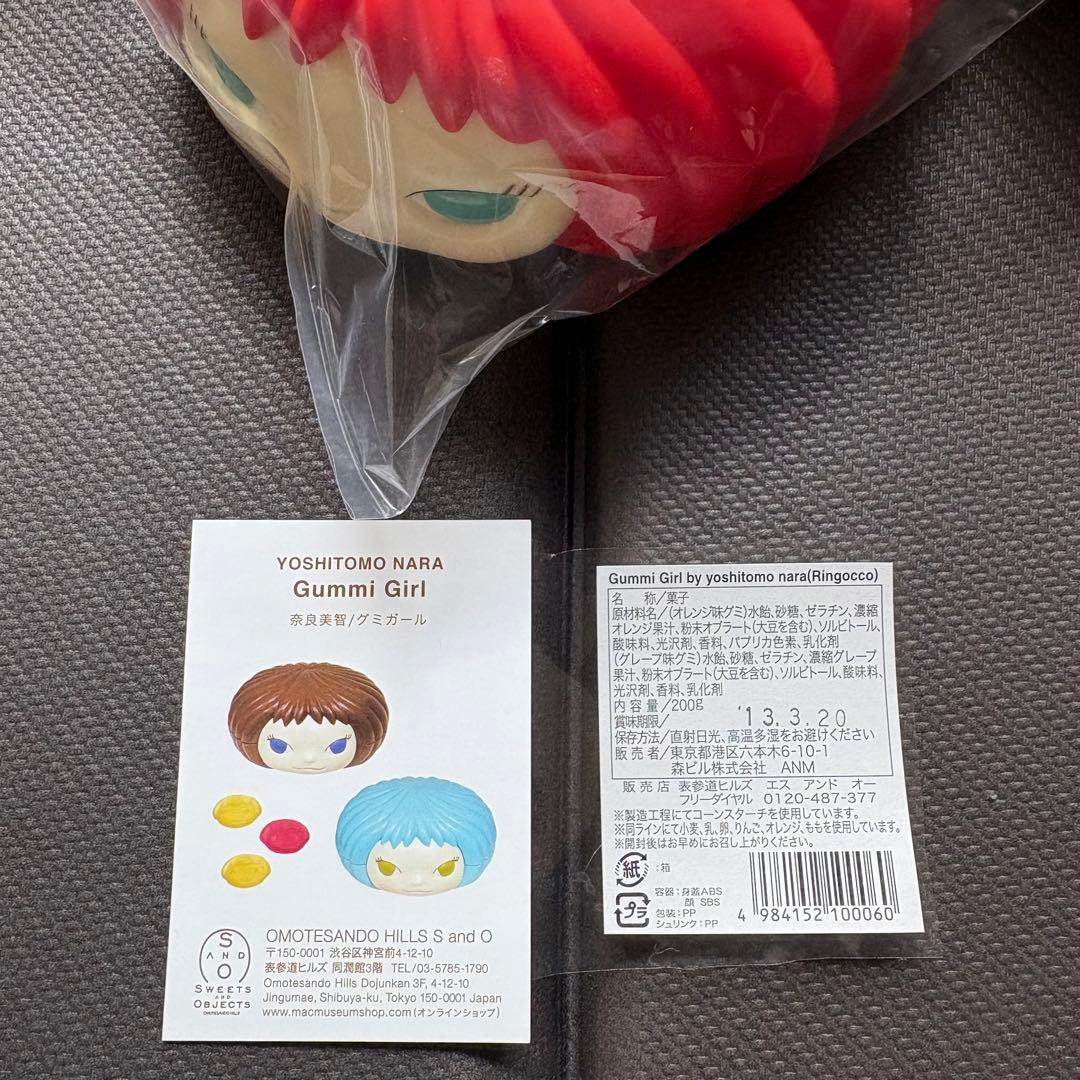 YOSHITOMO NARA
Gummi Girl
奈良美智/グミガール
S
AND
O
SWEETS
AND
OBJECTS
OMOTESANDO HILLS
OMOTESANDO HILLS S and O
〒150-0001 渋谷区神宮前4-12-10
表参道ヒルズ 同潤館3階 TEL/03-5785-1790
Omotesando Hills Dojunkan 3F, 4-12-10
Jingumae, Shibuya-ku, Tokyo 150-0001 Japan
www.macmuseumshop.com (オンラインショップ)
Gummi Girl by yoshitomo nara(Ringocco)
名 称/菓子
原材料名/(オレンジ味グミ)水飴、砂糖、ゼラチン、濃縮
オレンジ果汁、粉末オブラート(大豆を含む)、ソルビトール、
酸味料、光沢剤、香料、パプリカ色素、乳化剤
(グレープ味グミ)水飴、砂糖、ゼラチン、濃縮グレープ
果汁、粉末オブラート(大豆を含む)、ソルビトール、酸味料、
光沢剤、香料、乳化剤
内 容 量/200g
賞味期限/ '13.3.20
保存方法/直射日光、高温多湿をお避けください
販 売 者/東京都港区六本木6-10-1
森ビル株式会社 ANM
販 売 店 表参道ヒルズ エス アンド オー
フリーダイヤル 0120-487-377
※製造工程にてコーンスターチを使用しています。
※同ラインにて小麦、乳、卵、りんご、オレンジ、ももを使用しています。
※開封後はお早めにお召し上がりください。
紙 :箱
プラ
容器:身蓋ABS
顔 SBS
包装:PP
シュリンク:PP
4 984152 100060